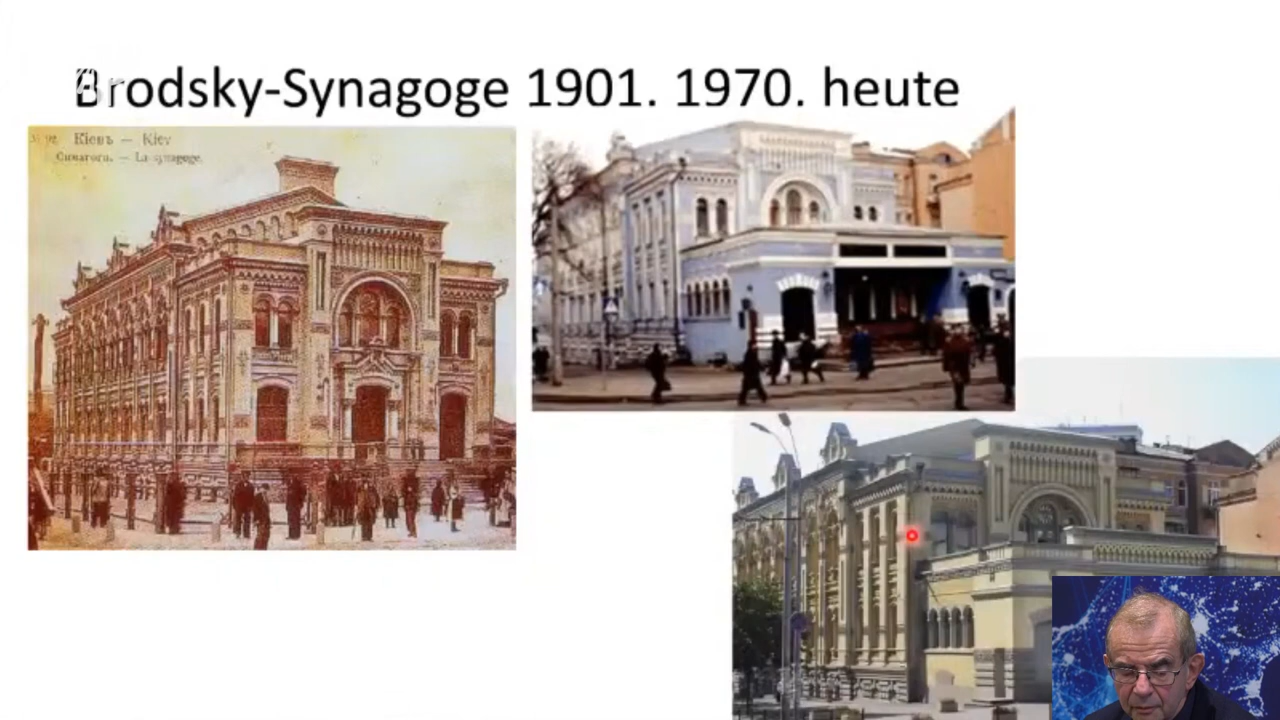 Brodsky-Synagoge 1901. 1970. heute
Кіевъ — Kiev
Синагога. — La synagogue.